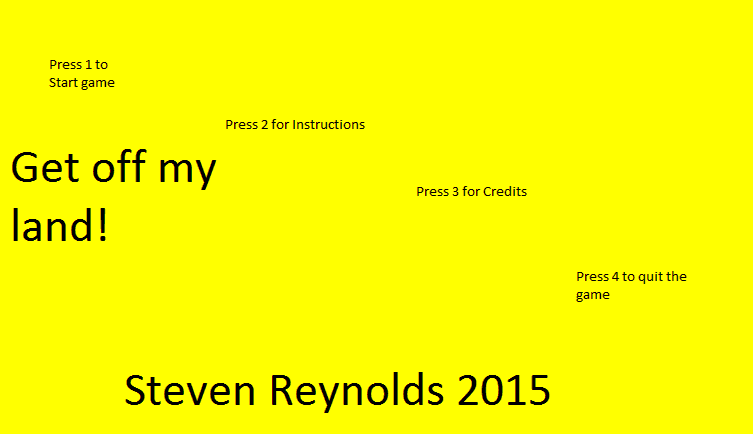 Press 1 to
Start game
Press 2 for Instructions
Get off my
land!
Press 3 for Credits
Press 4 to quit the
game
Steven Reynolds 2015